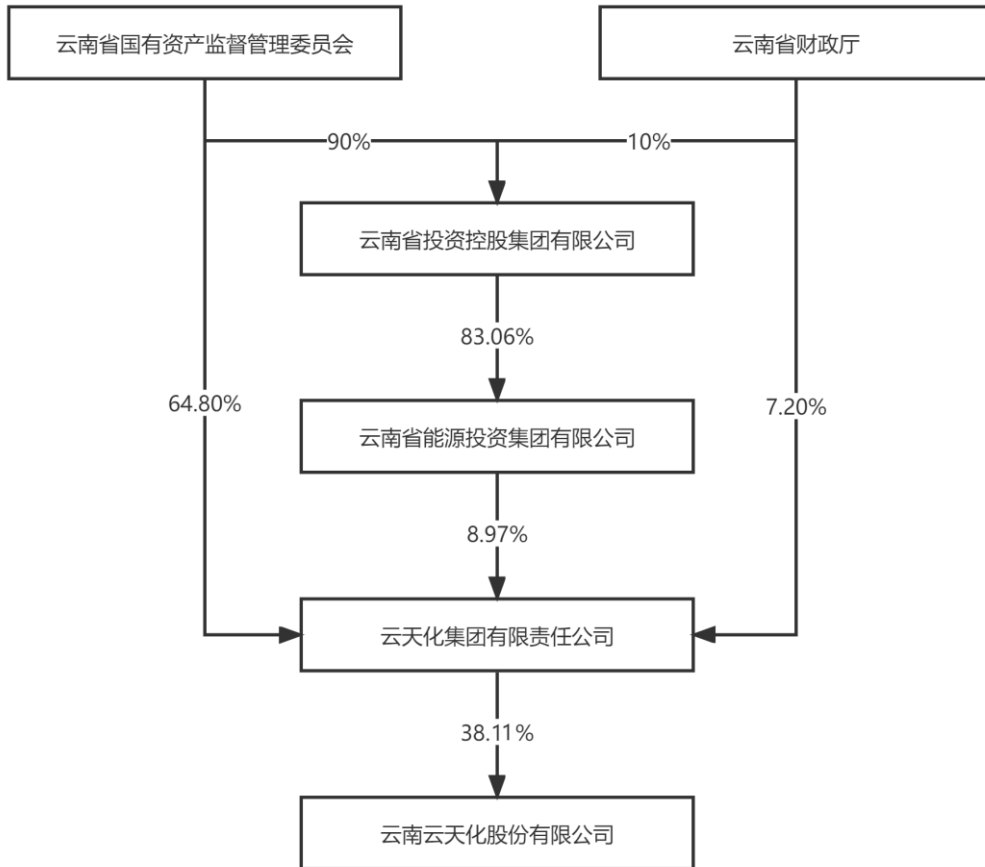 云南省国有资产监督管理委员会
云南省财政厅
90%
10%
云南省投资控股集团有限公司
83.06%
64.80%
7.20%
云南省能源投资集团有限公司
8.97%
云天化集团有限责任公司
38.11%
云南云天化股份有限公司